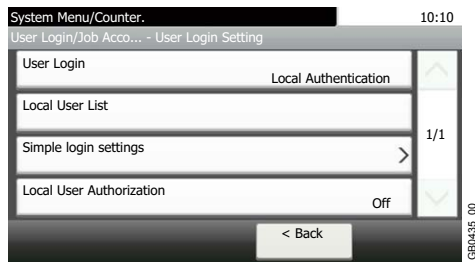 System Menu/Counter.
10:10
User Login/Job Acco... - User Login Setting
User Login
Local Authentication
Local User List
1/1
Simple login settings
Local User Authorization
Off
< Back
GB0435_00